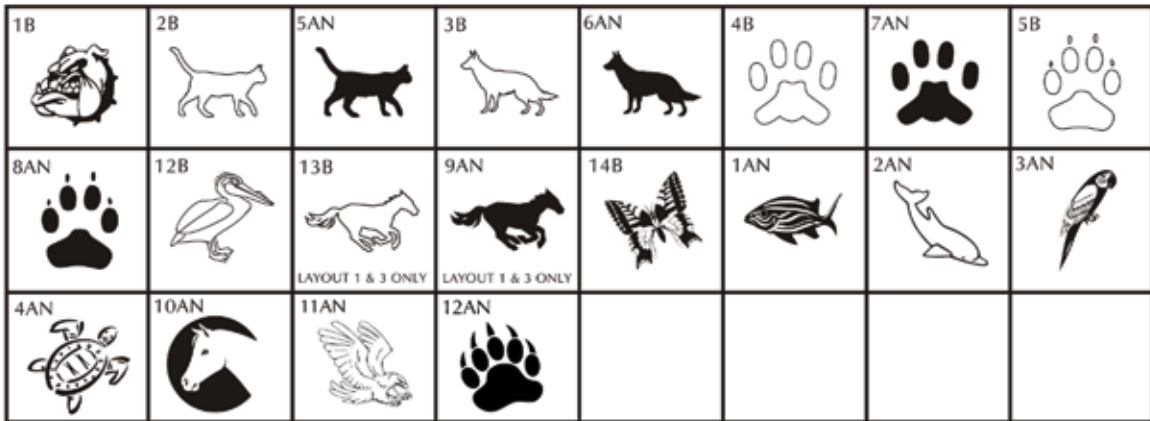 1B
2B
5AN
3B
6AN
4B
7AN
5B
8AN
12B
13B
LAYOUT 1 & 3 ONLY
9AN
LAYOUT 1 & 3 ONLY
14B
1AN
2AN
3AN
4AN
10AN
11AN
12AN